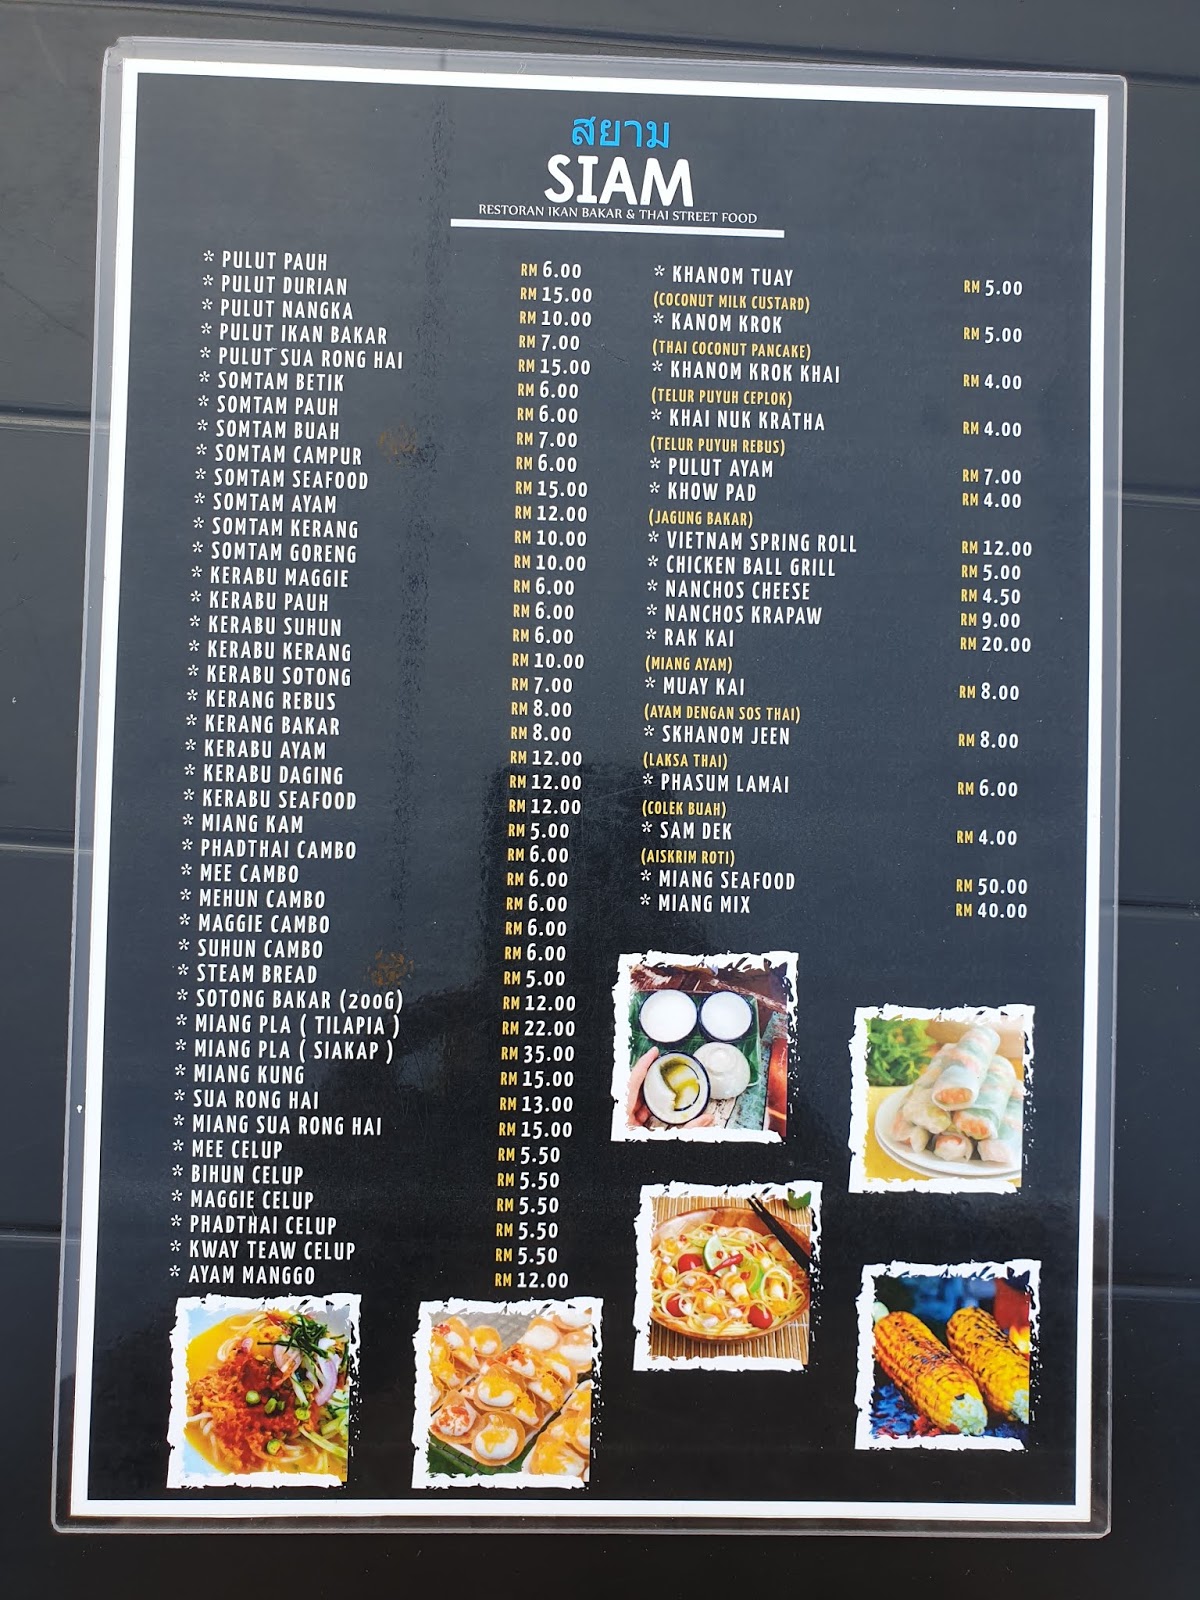 สยาม
SIAM
RESTORAN IKAN BAKAR & THAI STREET FOOD
* PULUT PAUH RM 6.00
* PULUT DURIAN RM 15.00
* PULUT NANGKA RM 10.00
* PULUT IKAN BAKAR RM 7.00
* PULUT SUA RONG HAI RM 15.00
* SOMTAM BETIK RM 6.00
* SOMTAM PAUH RM 6.00
* SOMTAM BUAH RM 7.00
* SOMTAM CAMPUR RM 6.00
* SOMTAM SEAFOOD RM 15.00
* SOMTAM AYAM RM 12.00
* SOMTAM KERANG RM 10.00
* SOMTAM GORENG RM 10.00
* KERABU MAGGIE RM 6.00
* KERABU PAUH RM 6.00
* KERABU SUHUN RM 6.00
* KERABU KERANG RM 10.00
* KERABU SOTONG RM 7.00
* KERANG REBUS RM 8.00
* KERANG BAKAR RM 8.00
* KERABU AYAM RM 12.00
* KERABU DAGING RM 12.00
* KERABU SEAFOOD RM 12.00
* MIANG KAM RM 5.00
* PHADTHAI CAMBO RM 6.00
* MEE CAMBO RM 6.00
* MEHUN CAMBO RM 6.00
* MAGGIE CAMBO RM 6.00
* SUHUN CAMBO RM 6.00
* STEAM BREAD RM 5.00
* SOTONG BAKAR (200G) RM 12.00
* MIANG PLA ( TILAPIA ) RM 22.00
* MIANG PLA ( SIAKAP ) RM 35.00
* MIANG KUNG RM 15.00
* SUA RONG HAI RM 13.00
* MIANG SUA RONG HAI RM 15.00
* MEE CELUP RM 5.50
* BIHUN CELUP RM 5.50
* MAGGIE CELUP RM 5.50
* PHADTHAI CELUP RM 5.50
* KWAY TEAW CELUP RM 5.50
* AYAM MANGGO RM 12.00
* KHANOM TUAY RM 5.00
(COCONUT MILK CUSTARD)
* KANOM KROK RM 5.00
(THAI COCONUT PANCAKE)
* KHANOM KROK KHAI RM 4.00
(TELUR PUYUH CEPLOK)
* KHAI NUK KRATHA RM 4.00
(TELUR PUYUH REBUS)
* PULUT AYAM RM 7.00
* KHOW PAD RM 4.00
(JAGUNG BAKAR)
* VIETNAM SPRING ROLL RM 12.00
* CHICKEN BALL GRILL RM 5.00
* NANCHOS CHEESE RM 4.50
* NANCHOS KRAPAW RM 9.00
* RAK KAI RM 20.00
(MIANG AYAM)
* MUAY KAI RM 8.00
(AYAM DENGAN SOS THAI)
* SKHANOM JEEN RM 8.00
(LAKSA THAI)
* PHASUM LAMAI RM 6.00
(COLEK BUAH)
* SAM DEK RM 4.00
(AISKRIM ROTI)
* MIANG SEAFOOD RM 50.00
* MIANG MIX RM 40.00